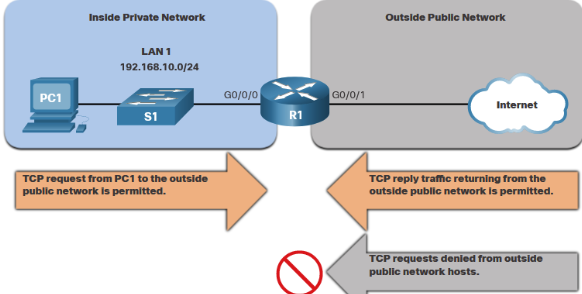 Inside Private Network
Outside Public Network
LAN 1
192.168.10.0/24
PC1
S1
G0/0/0
R1
G0/0/1
Internet
TCP request from PC1 to the outside
public network is permitted.
TCP reply traffic returning from the
outside public network is permitted.
TCP requests denied from outside
public network hosts.